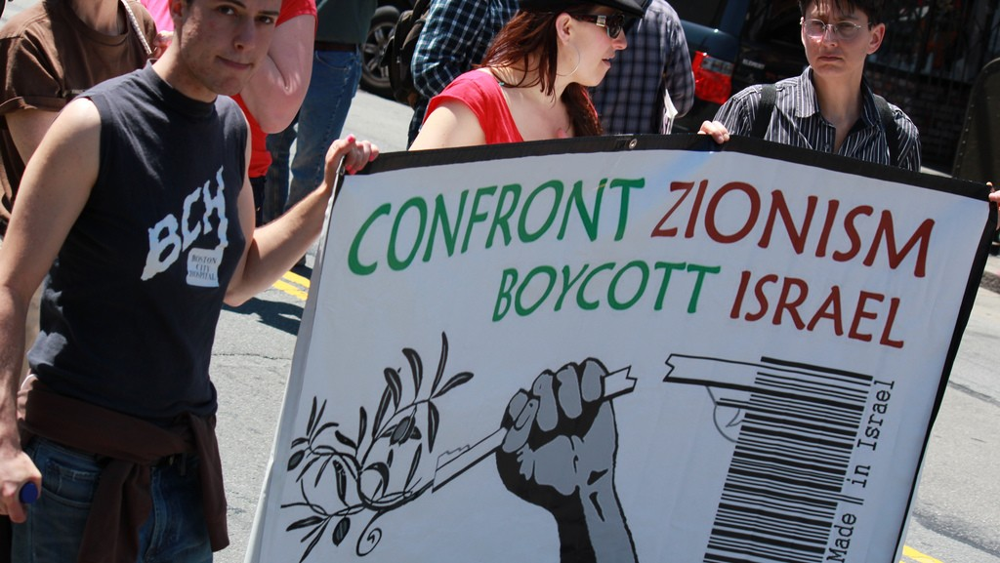 BCH
BOSTON
CITY
HOSPITAL
CONFRONT ZIONISM
BOYCOTT ISRAEL
Made in Israel